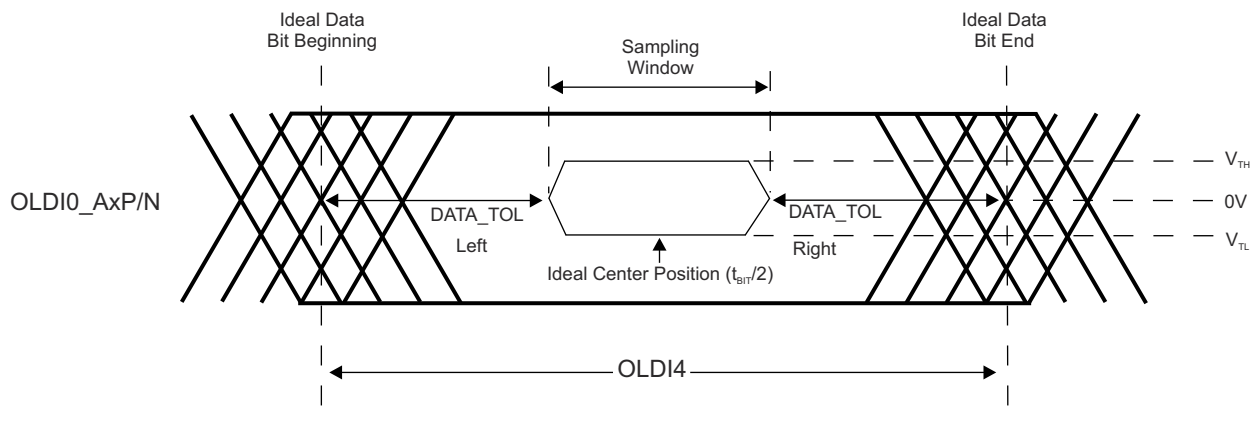 Ideal Data
Bit Beginning
Ideal Data
Bit End
Sampling
Window
V_TH
OLDI0_AxP/N
0V
DATA_TOL
Left
DATA_TOL
Right
V_TL
Ideal Center Position (t_BIT/2)
OLDI4